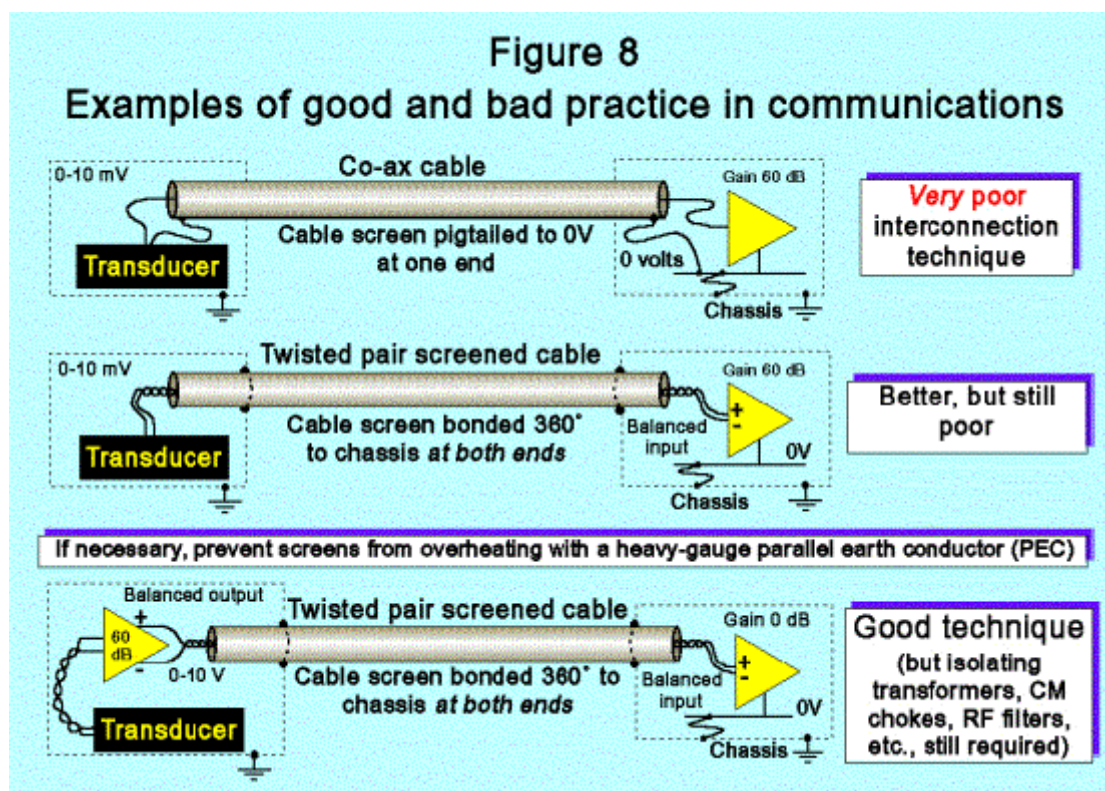 Figure 8
Examples of good and bad practice in communications
0-10 mV
Co-ax cable
Gain 60 dB
Cable screen pigtailed to 0V
at one end
Transducer
0 volts
Chassis
Very poor
interconnection
technique
0-10 mV
Twisted pair screened cable
Gain 60 dB
Cable screen bonded 360°
to chassis at both ends
Transducer
+
-
Balanced
input
0V
Chassis
Better, but still
poor
If necessary, prevent screens from overheating with a heavy-gauge parallel earth conductor (PEC)
Balanced output
+
60
dB
-
0-10 V
Transducer
Twisted pair screened cable
Cable screen bonded 360° to
chassis at both ends
Gain 0 dB
+
-
Balanced
input
0V
Chassis
Good technique
(but isolating
transformers, CM
chokes, RF filters,
etc., still required)